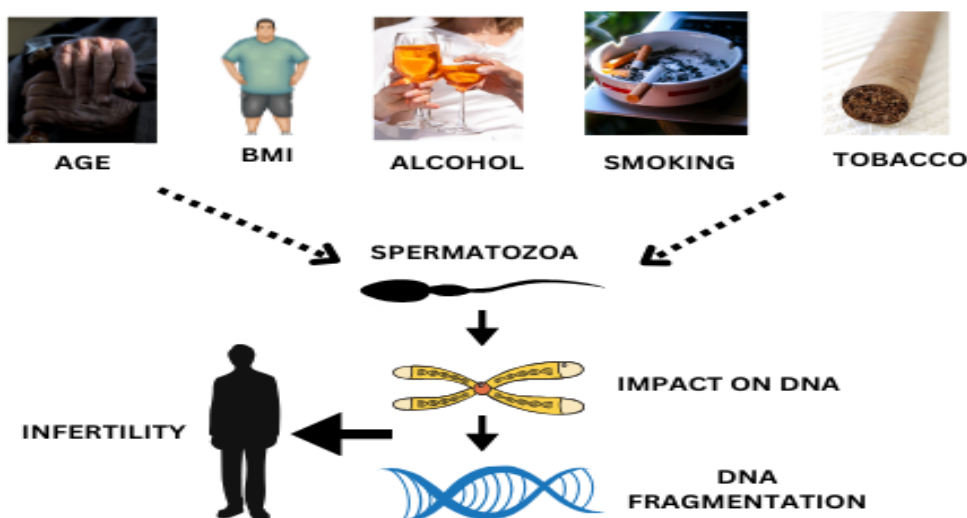 AGE
BMI
ALCOHOL
SMOKING
TOBACCO
SPERMATOZOA
IMPACT ON DNA
INFERTILITY
DNA
FRAGMENTATION